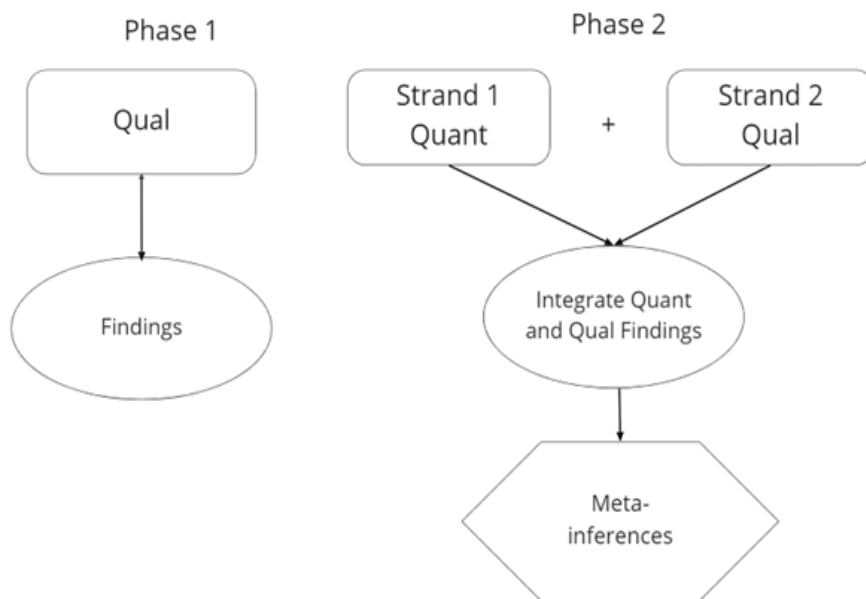 Phase 1
Qual
Findings
Phase 2
Strand 1
Quant
+
Strand 2
Qual
Integrate Quant
and Qual Findings
Meta-
inferences